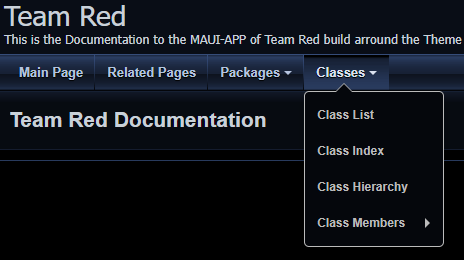 Team Red
This is the Documentation to the MAUI-APP of Team Red build arround the Theme
Main Page Related Pages Packages Classes
Team Red Documentation
Class List
Class Index
Class Hierarchy
Class Members